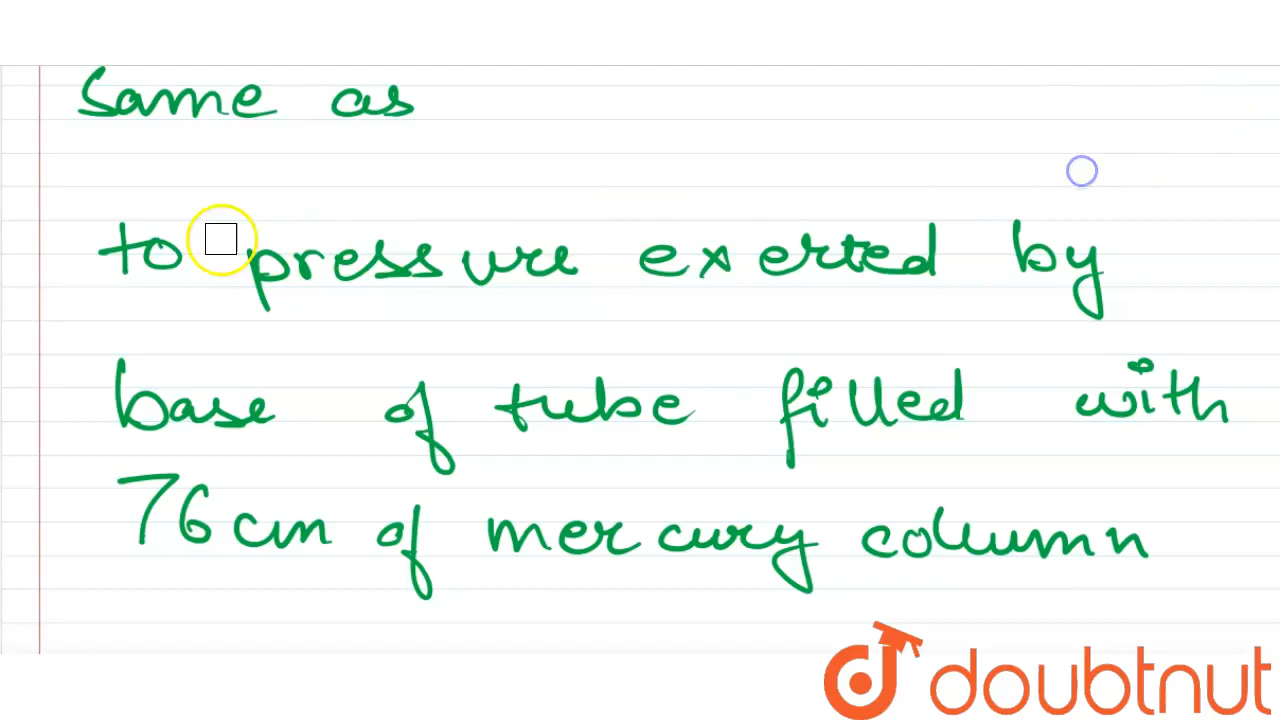 Same as
to pressure exerted by
base of tube filled with
76 cm of mercury column
doubtnut